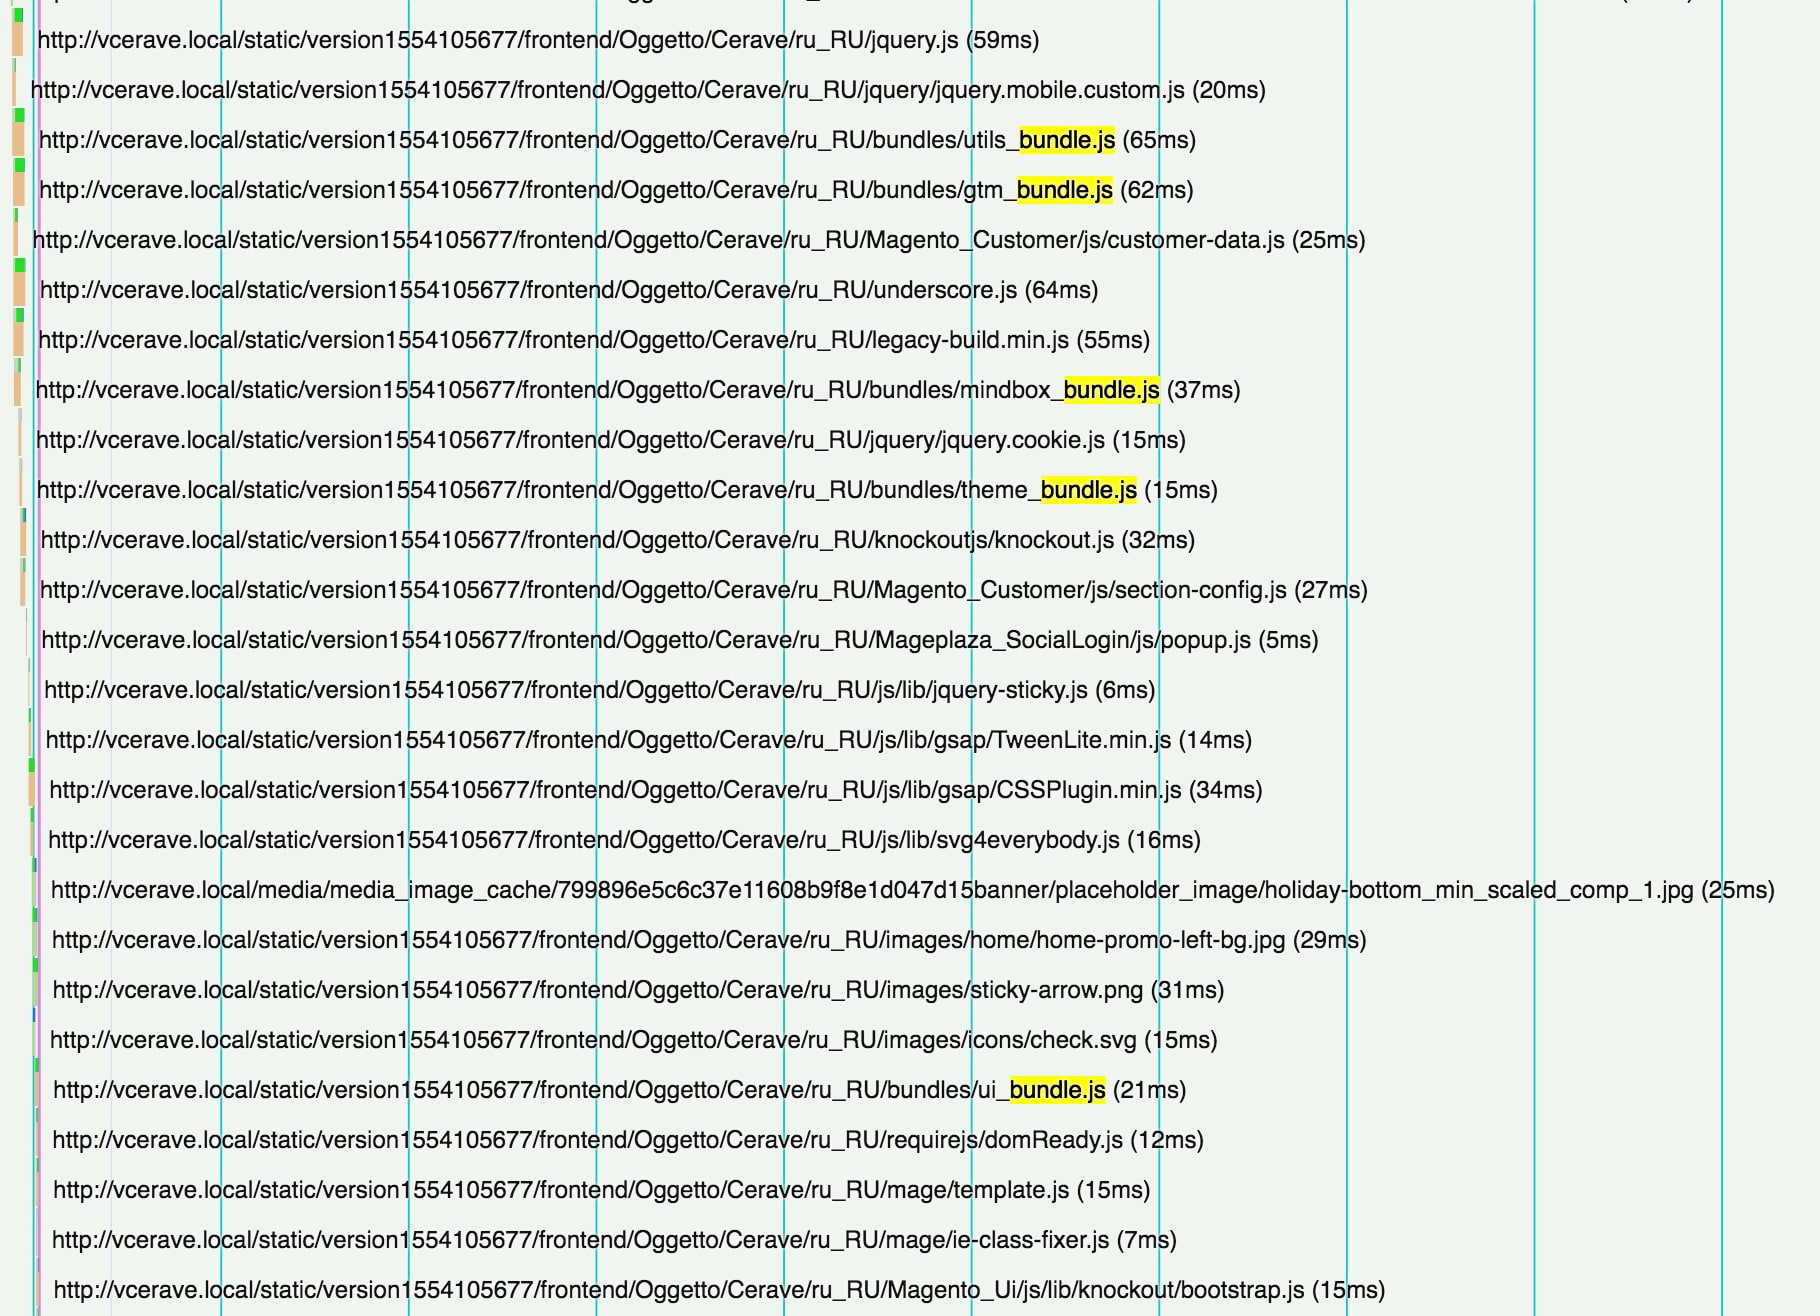 http://vcerave.local/static/version1554105677/frontend/Oggetto/Cerave/ru_RU/jquery.js (59ms)
http://vcerave.local/static/version1554105677/frontend/Oggetto/Cerave/ru_RU/jquery/jquery.mobile.custom.js (20ms)
http://vcerave.local/static/version1554105677/frontend/Oggetto/Cerave/ru_RU/bundles/utils_bundle.js (65ms)
http://vcerave.local/static/version1554105677/frontend/Oggetto/Cerave/ru_RU/bundles/gtm_bundle.js (62ms)
http://vcerave.local/static/version1554105677/frontend/Oggetto/Cerave/ru_RU/Magento_Customer/js/customer-data.js (25ms)
http://vcerave.local/static/version1554105677/frontend/Oggetto/Cerave/ru_RU/underscore.js (64ms)
http://vcerave.local/static/version1554105677/frontend/Oggetto/Cerave/ru_RU/legacy-build.min.js (55ms)
http://vcerave.local/static/version1554105677/frontend/Oggetto/Cerave/ru_RU/bundles/mindbox_bundle.js (37ms)
http://vcerave.local/static/version1554105677/frontend/Oggetto/Cerave/ru_RU/jquery/jquery.cookie.js (15ms)
http://vcerave.local/static/version1554105677/frontend/Oggetto/Cerave/ru_RU/bundles/theme_bundle.js (15ms)
http://vcerave.local/static/version1554105677/frontend/Oggetto/Cerave/ru_RU/knockoutjs/knockout.js (32ms)
http://vcerave.local/static/version1554105677/frontend/Oggetto/Cerave/ru_RU/Magento_Customer/js/section-config.js (27ms)
http://vcerave.local/static/version1554105677/frontend/Oggetto/Cerave/ru_RU/Mageplaza_SocialLogin/js/popup.js (5ms)
http://vcerave.local/static/version1554105677/frontend/Oggetto/Cerave/ru_RU/js/lib/jquery-sticky.js (6ms)
http://vcerave.local/static/version1554105677/frontend/Oggetto/Cerave/ru_RU/js/lib/gsap/TweenLite.min.js (14ms)
http://vcerave.local/static/version1554105677/frontend/Oggetto/Cerave/ru_RU/js/lib/gsap/CSSPlugin.min.js (34ms)
http://vcerave.local/static/version1554105677/frontend/Oggetto/Cerave/ru_RU/js/lib/svg4everybody.js (16ms)
http://vcerave.local/media/media_image_cache/799896e5c6c37e11608b9f8e1d047d15banner/placeholder_image/holiday-bottom_min_scaled_comp_1.jpg (25ms)
http://vcerave.local/static/version1554105677/frontend/Oggetto/Cerave/ru_RU/images/home/home-promo-left-bg.jpg (29ms)
http://vcerave.local/static/version1554105677/frontend/Oggetto/Cerave/ru_RU/images/sticky-arrow.png (31ms)
http://vcerave.local/static/version1554105677/frontend/Oggetto/Cerave/ru_RU/images/icons/check.svg (15ms)
http://vcerave.local/static/version1554105677/frontend/Oggetto/Cerave/ru_RU/bundles/ui_bundle.js (21ms)
http://vcerave.local/static/version1554105677/frontend/Oggetto/Cerave/ru_RU/requirejs/domReady.js (12ms)
http://vcerave.local/static/version1554105677/frontend/Oggetto/Cerave/ru_RU/mage/template.js (15ms)
http://vcerave.local/static/version1554105677/frontend/Oggetto/Cerave/ru_RU/mage/ie-class-fixer.js (7ms)
http://vcerave.local/static/version1554105677/frontend/Oggetto/Cerave/ru_RU/Magento_Ui/js/lib/knockout/bootstrap.js (15ms)